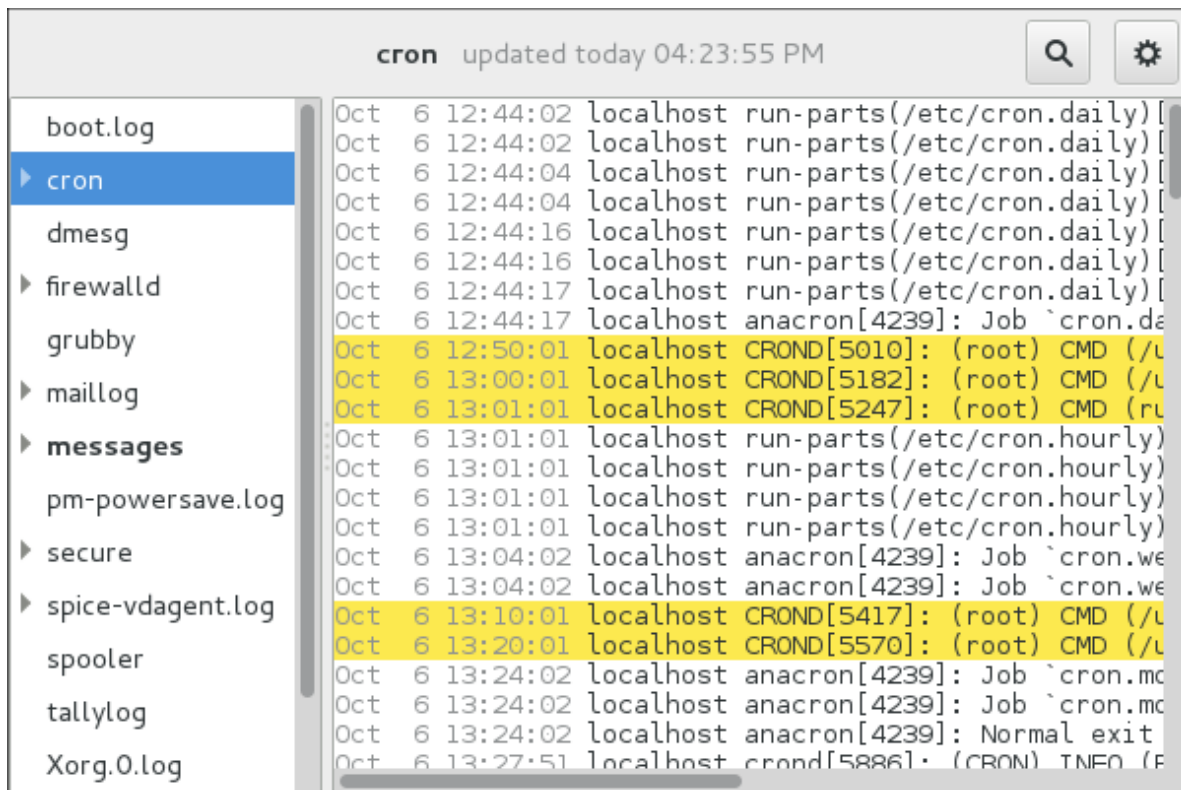 cron updated today 04:23:55 PM
boot.log
cron
dmesg
firewalld
grubby
maillog
messages
pm-powersave.log
secure
spice-vdagent.log
spooler
tallylog
Xorg.0.log
Oct  6 12:44:02 localhost run-parts(/etc/cron.daily)[
Oct  6 12:44:02 localhost run-parts(/etc/cron.daily)[
Oct  6 12:44:04 localhost run-parts(/etc/cron.daily)[
Oct  6 12:44:04 localhost run-parts(/etc/cron.daily)[
Oct  6 12:44:16 localhost run-parts(/etc/cron.daily)[
Oct  6 12:44:16 localhost run-parts(/etc/cron.daily)[
Oct  6 12:44:17 localhost run-parts(/etc/cron.daily)[
Oct  6 12:44:17 localhost anacron[4239]: Job `cron.da
Oct  6 12:50:01 localhost CROND[5010]: (root) CMD (/u
Oct  6 13:00:01 localhost CROND[5182]: (root) CMD (/u
Oct  6 13:01:01 localhost CROND[5247]: (root) CMD (ru
Oct  6 13:01:01 localhost run-parts(/etc/cron.hourly)
Oct  6 13:01:01 localhost run-parts(/etc/cron.hourly)
Oct  6 13:01:01 localhost run-parts(/etc/cron.hourly)
Oct  6 13:01:01 localhost run-parts(/etc/cron.hourly)
Oct  6 13:04:02 localhost anacron[4239]: Job `cron.we
Oct  6 13:04:02 localhost anacron[4239]: Job `cron.we
Oct  6 13:10:01 localhost CROND[5417]: (root) CMD (/u
Oct  6 13:20:01 localhost CROND[5570]: (root) CMD (/u
Oct  6 13:24:02 localhost anacron[4239]: Job `cron.mo
Oct  6 13:24:02 localhost anacron[4239]: Job `cron.mo
Oct  6 13:24:02 localhost anacron[4239]: Normal exit
Oct  6 13:27:51 localhost crond[5886]: (CRON) INFO (